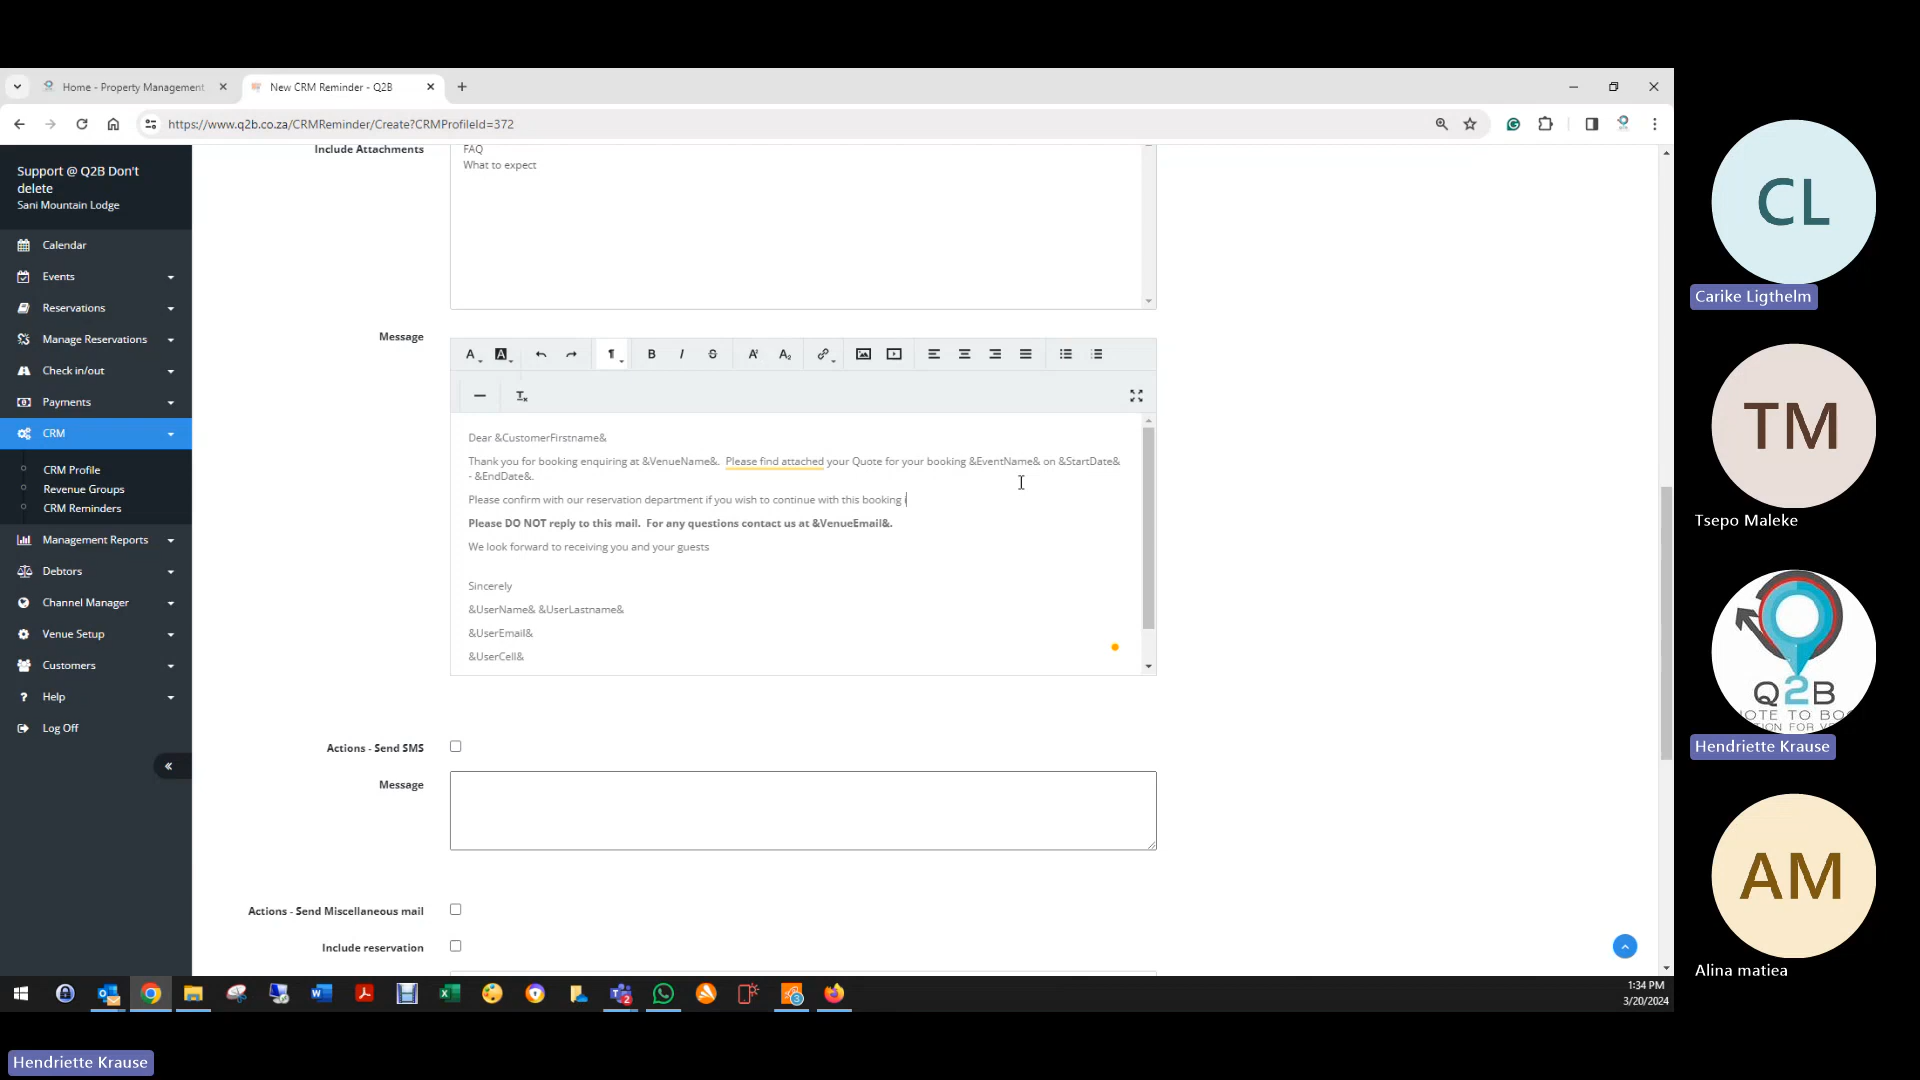 Home - Property Management
New CRM Reminder - Q2B
https://www.q2b.co.za/CRMReminder/Create?CRMProfileId=372
Support @ Q2B Don't
delete
Sani Mountain Lodge
Calendar
Events
Reservations
Manage Reservations
Check in/out
Payments
CRM
CRM Profile
Revenue Groups
CRM Reminders
Management Reports
Debtors
Channel Manager
Venue Setup
Customers
Help
Log Off
Include Attachments
FAQ
What to expect
Message
Dear &CustomerFirstname&
Thank you for booking enquiring at &VenueName&.  Please find attached your Quote for your booking &EventName& on &StartDate&
- &EndDate&.
Please confirm with our reservation department if you wish to continue with this booking i
Please DO NOT reply to this mail.  For any questions contact us at &VenueEmail&.
We look forward to receiving you and your guests
Sincerely
&UserName& &UserLastname&
&UserEmail&
&UserCell&
Actions - Send SMS
Message
Actions - Send Miscellaneous mail
Include reservation
1:34 PM
3/20/2024
CL
Carike Ligthelm
TM
Tsepo Maleke
Q2B
Hendriette Krause
AM
Alina matiea
Hendriette Krause